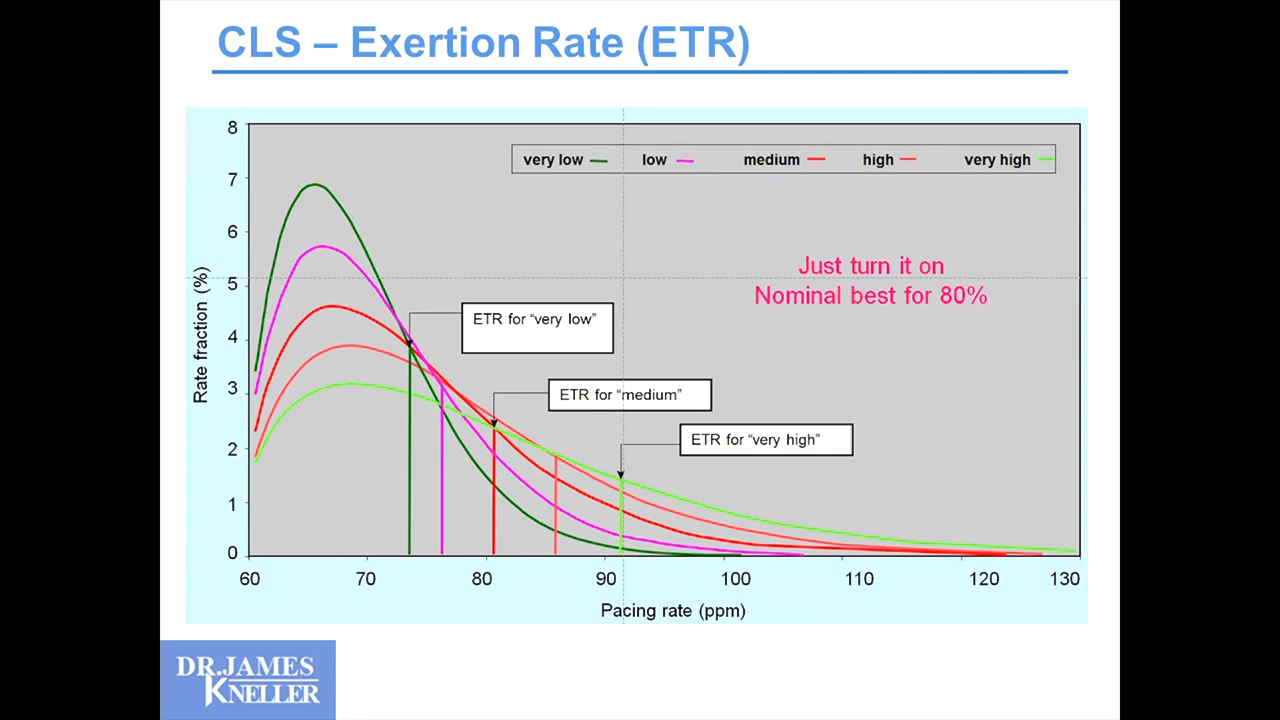 CLS – Exertion Rate (ETR)
8
7
6
5
4
3
2
1
0
Rate fraction (%)
very low low medium high very high
Just turn it on
Nominal best for 80%
ETR for “very low”
ETR for “medium”
ETR for “very high”
60 70 80 90 100 110 120 130
Pacing rate (ppm)
DR. JAMES
KNELLER